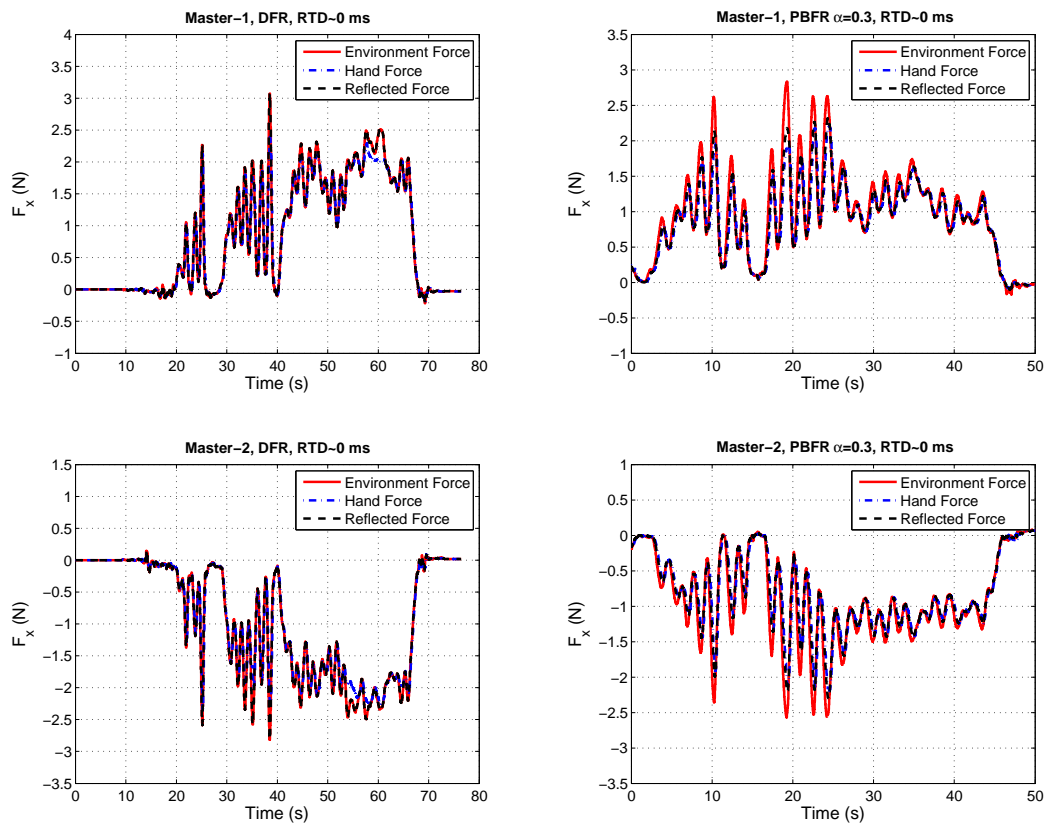 Master−1, DFR, RTD~0 ms
4
3.5
3
2.5
2
1.5
1
0.5
0
−0.5
−1
F_x (N)
0 10 20 30 40 50 60 70 80
Time (s)
Environment Force
Hand Force
Reflected Force
Master−1, PBFR α=0.3, RTD~0 ms
3.5
3
2.5
2
1.5
1
0.5
0
−0.5
−1
F_x (N)
0 10 20 30 40 50
Time (s)
Environment Force
Hand Force
Reflected Force
Master−2, DFR, RTD~0 ms
1.5
1
0.5
0
−0.5
−1
−1.5
−2
−2.5
−3
−3.5
F_x (N)
0 10 20 30 40 50 60 70 80
Time (s)
Environment Force
Hand Force
Reflected Force
Master−2, PBFR α=0.3, RTD~0 ms
1
0.5
0
−0.5
−1
−1.5
−2
−2.5
−3
−3.5
F_x (N)
0 10 20 30 40 50
Time (s)
Environment Force
Hand Force
Reflected Force